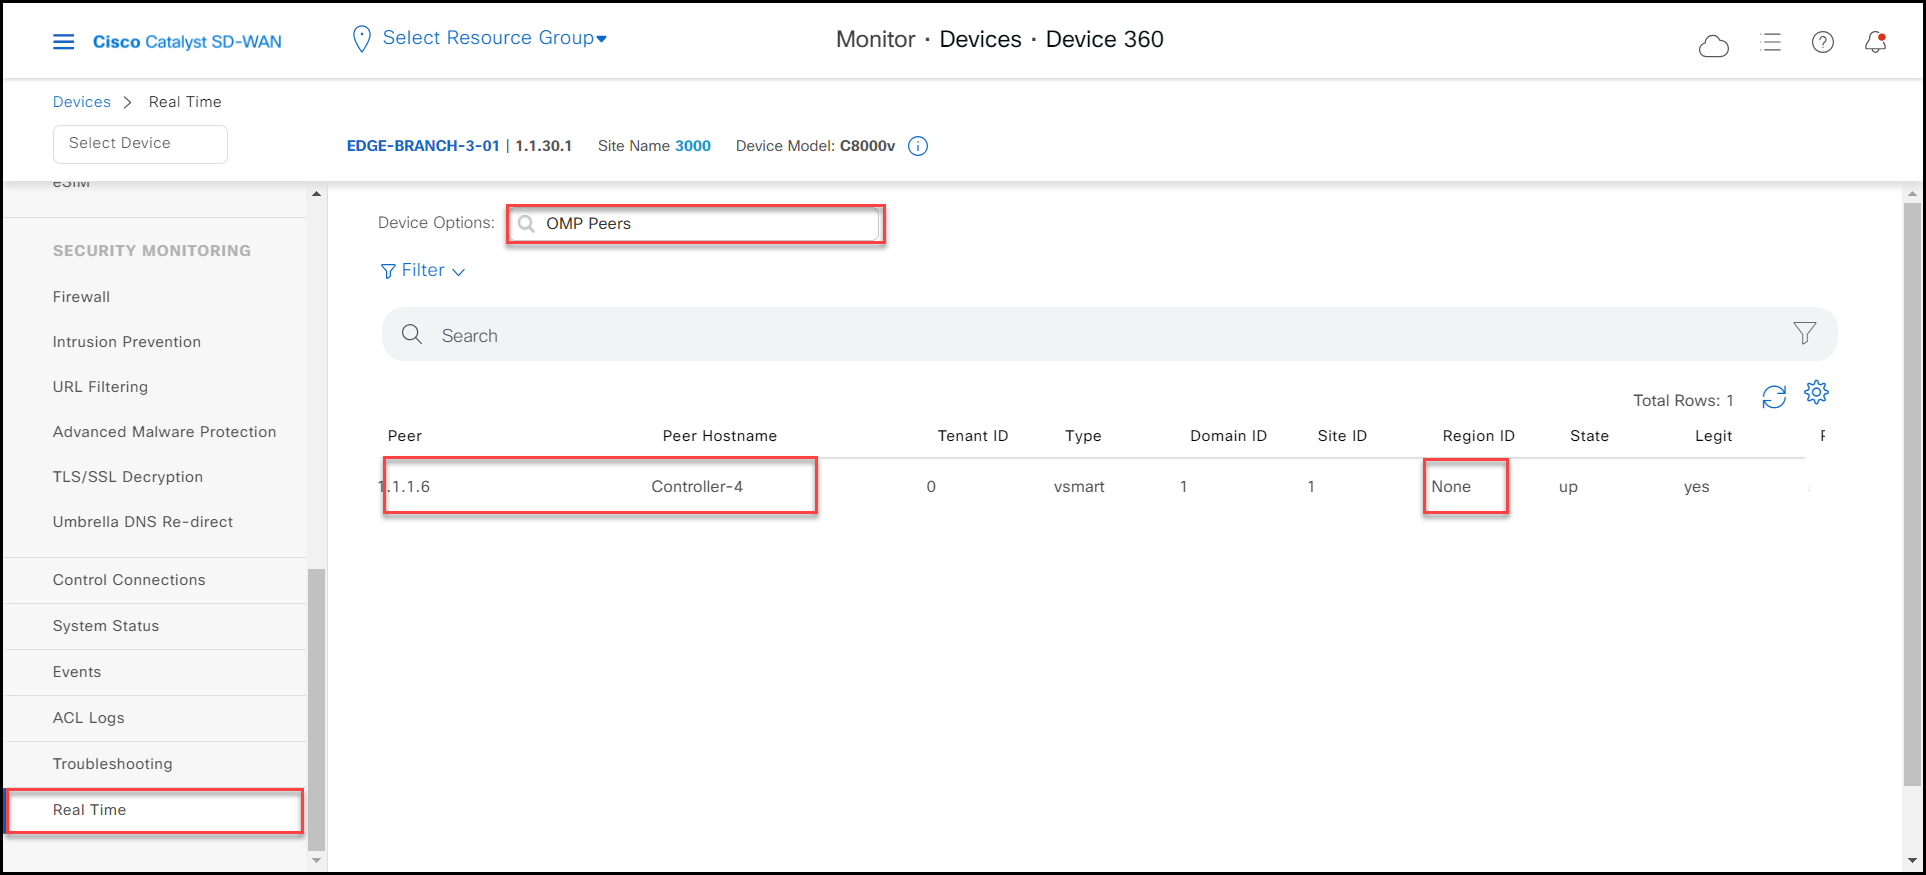 Cisco Catalyst SD-WAN
Select Resource Group
Monitor · Devices · Device 360
Devices > Real Time
Select Device
EDGE-BRANCH-3-01 | 1.1.30.1 Site Name 3000 Device Model: C8000v
eSIM
SECURITY MONITORING
Firewall
Intrusion Prevention
URL Filtering
Advanced Malware Protection
TLS/SSL Decryption
Umbrella DNS Re-direct
Control Connections
System Status
Events
ACL Logs
Troubleshooting
Real Time
Device Options: OMP Peers
Filter
Search
Total Rows: 1
Peer Peer Hostname Tenant ID Type Domain ID Site ID Region ID State Legit
1.1.1.6 Controller-4 0 vsmart 1 1 None up yes